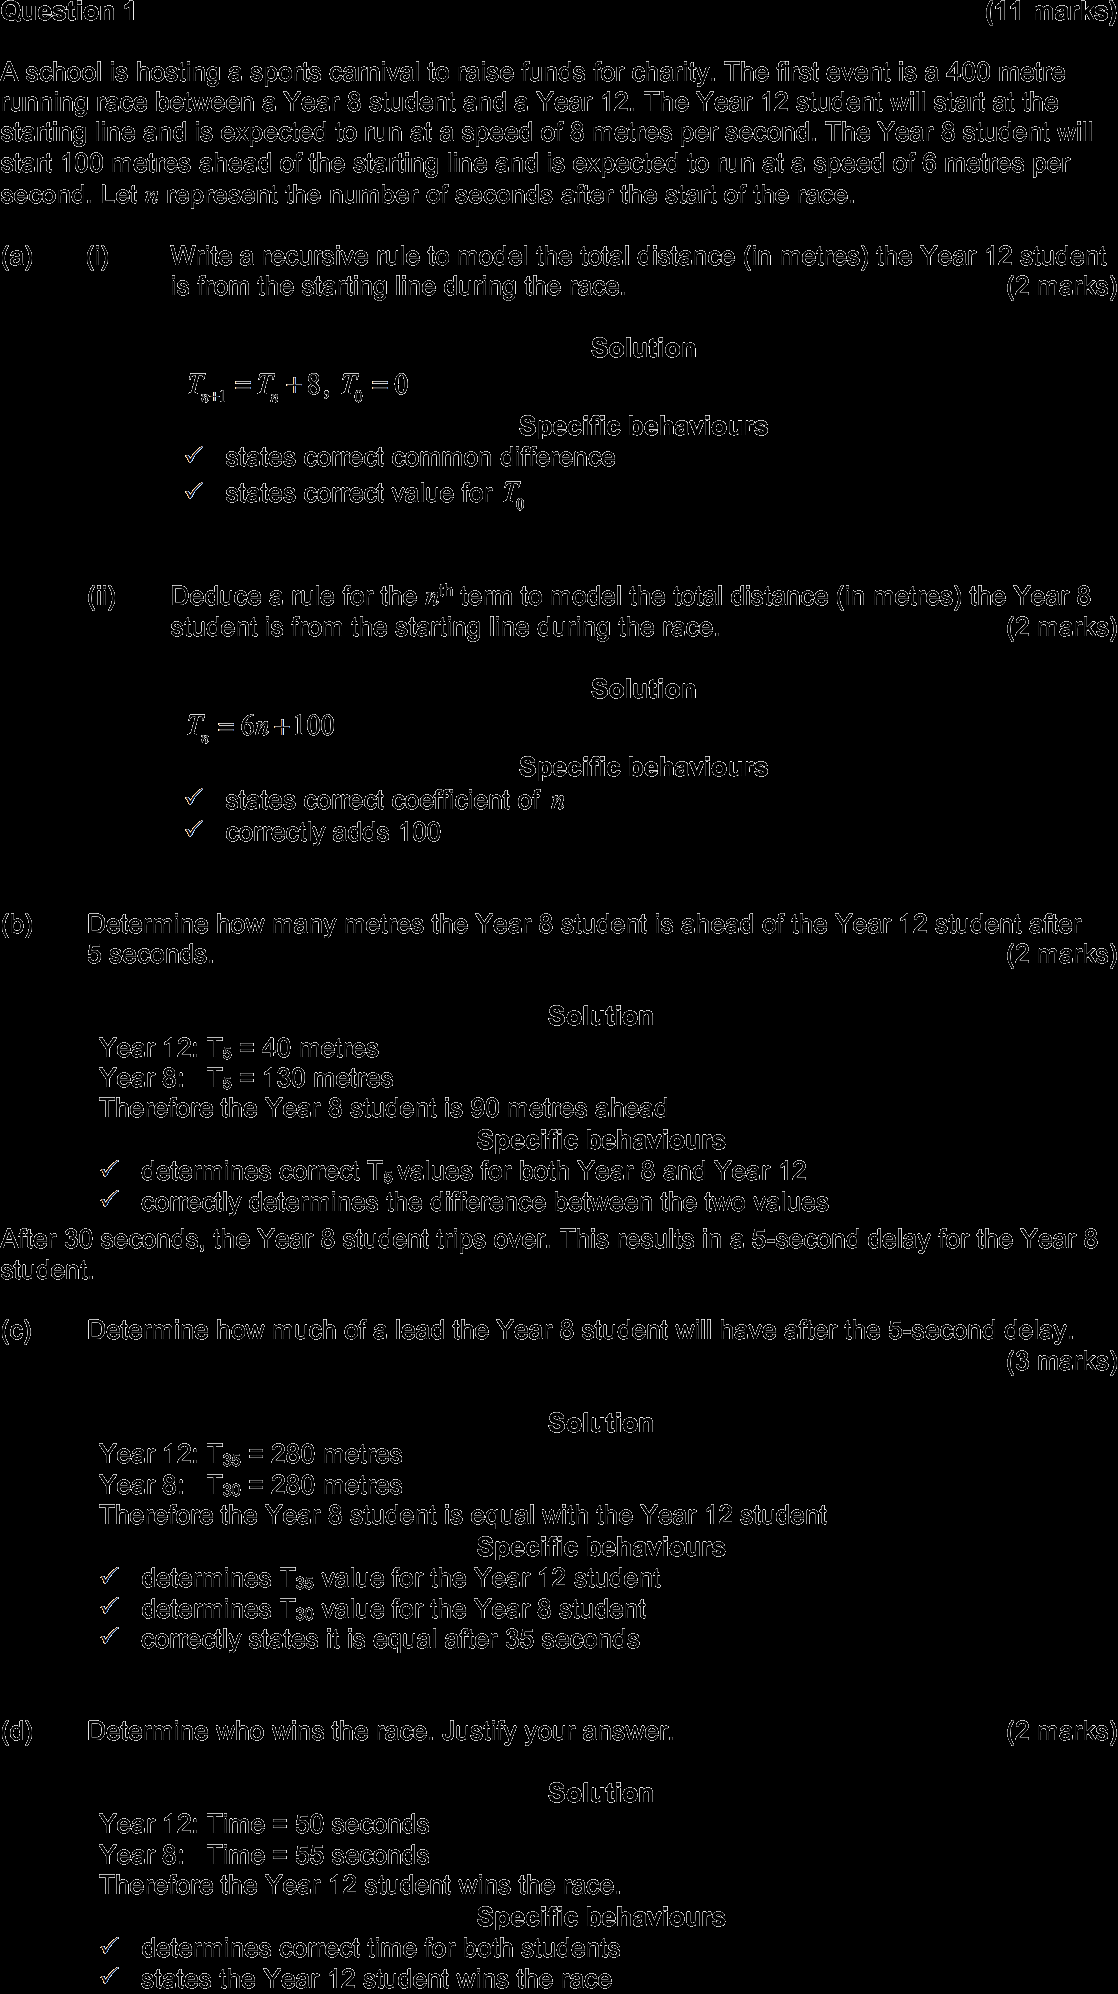 Question 1 (11 marks)
A school is hosting a sports carnival to raise funds for charity. The first event is a 400 metre
running race between a Year 8 student and a Year 12. The Year 12 student will start at the
starting line and is expected to run at a speed of 8 metres per second. The Year 8 student will
start 100 metres ahead of the starting line and is expected to run at a speed of 6 metres per
second. Let n represent the number of seconds after the start of the race.
(a) (i) Write a recursive rule to model the total distance (in metres) the Year 12 student
is from the starting line during the race. (2 marks)
Solution
Tₙ₊₁ = Tₙ + 8, T₀ = 0
Specific behaviours
✓ states correct common difference
✓ states correct value for T₀
(ii) Deduce a rule for the nᵗʰ term to model the total distance (in metres) the Year 8
student is from the starting line during the race. (2 marks)
Solution
Tₙ = 6n + 100
Specific behaviours
✓ states correct coefficient of n
✓ correctly adds 100
(b) Determine how many metres the Year 8 student is ahead of the Year 12 student after
5 seconds. (2 marks)
Solution
Year 12: T₅ = 40 metres
Year 8: T₅ = 130 metres
Therefore the Year 8 student is 90 metres ahead
Specific behaviours
✓ determines correct T₅ values for both Year 8 and Year 12
✓ correctly determines the difference between the two values
After 30 seconds, the Year 8 student trips over. This results in a 5-second delay for the Year 8
student.
(c) Determine how much of a lead the Year 8 student will have after the 5-second delay.
(3 marks)
Solution
Year 12: T₃₅ = 280 metres
Year 8: T₃₀ = 280 metres
Therefore the Year 8 student is equal with the Year 12 student
Specific behaviours
✓ determines T₃₅ value for the Year 12 student
✓ determines T₃₀ value for the Year 8 student
✓ correctly states it is equal after 35 seconds
(d) Determine who wins the race. Justify your answer. (2 marks)
Solution
Year 12: Time = 50 seconds
Year 8: Time = 55 seconds
Therefore the Year 12 student wins the race.
Specific behaviours
✓ determines correct time for both students
✓ states the Year 12 student wins the race